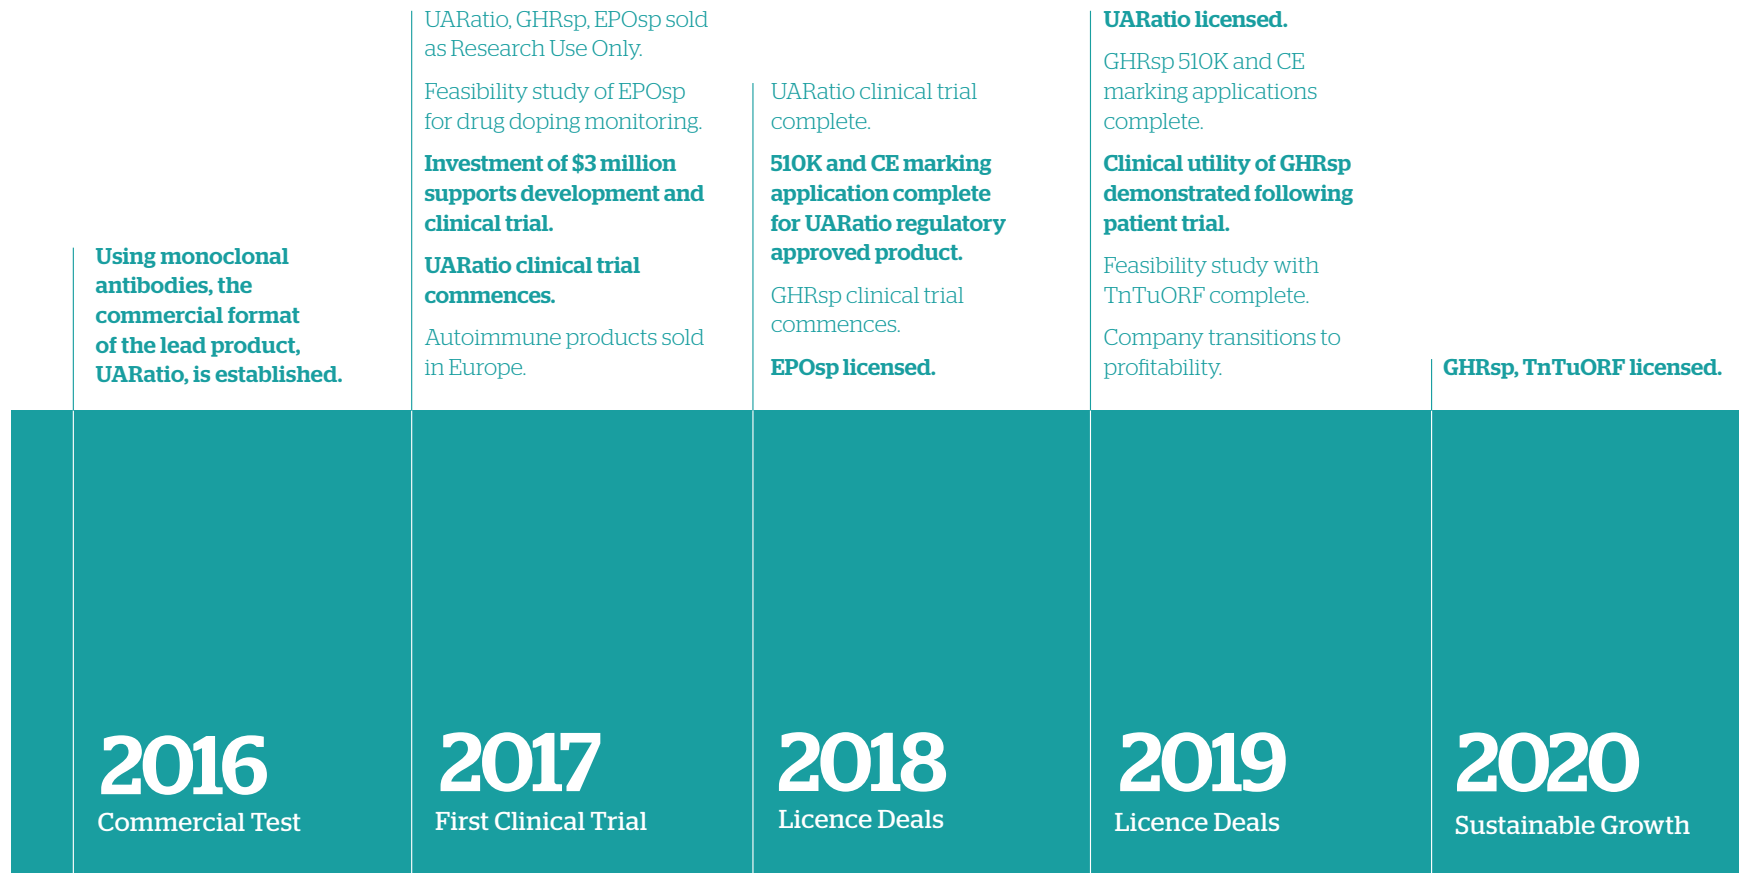 Using monoclonal
antibodies, the
commercial format
of the lead product,
UARatio, is established.
2016
Commercial Test
UARatio, GHRsp, EPOsp sold
as Research Use Only.
Feasibility study of EPOsp
for drug doping monitoring.
Investment of $3 million
supports development and
clinical trial.
UARatio clinical trial
commences.
Autoimmune products sold
in Europe.
2017
First Clinical Trial
UARatio clinical trial
complete.
510K and CE marking
application complete
for UARatio regulatory
approved product.
GHRsp clinical trial
commences.
EPOsp licensed.
2018
Licence Deals
UARatio licensed.
GHRsp 510K and CE
marking applications
complete.
Clinical utility of GHRsp
demonstrated following
patient trial.
Feasibility study with
TnTuORF complete.
Company transitions to
profitability.
2019
Licence Deals
GHRsp, TnTuORF licensed.
2020
Sustainable Growth